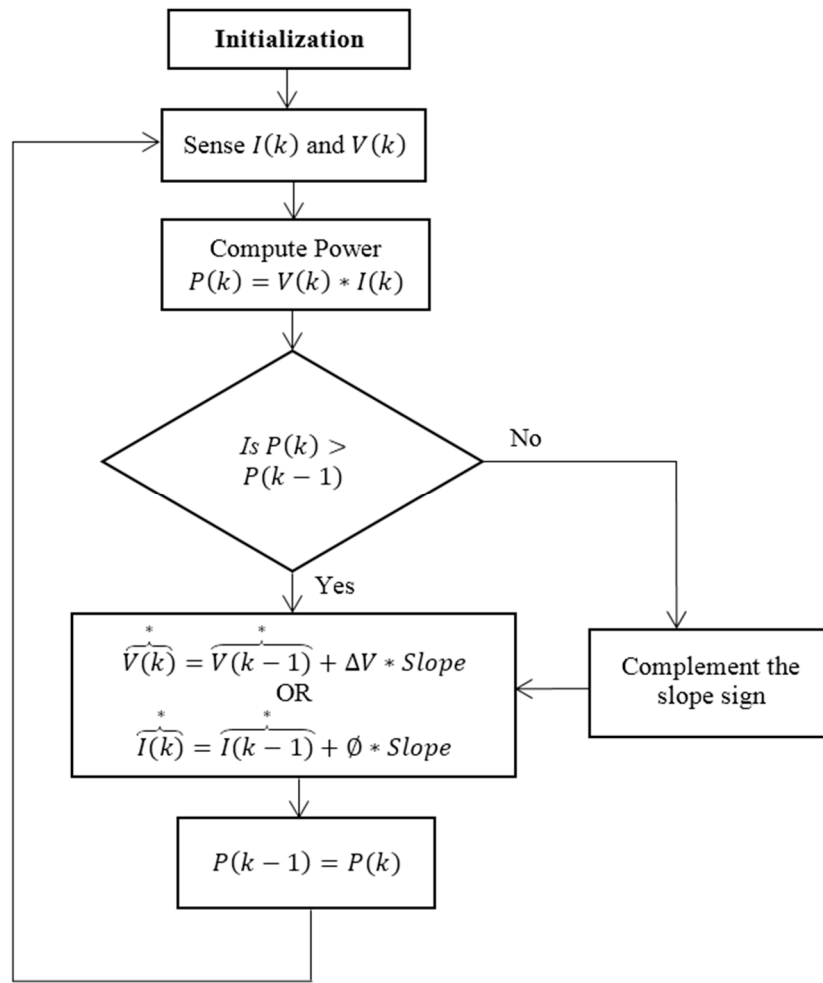 Initialization
Sense I(k) and V(k)
Compute Power
P(k) = V(k) ∗ I(k)
Is P(k) >
P(k − 1)
No
Yes
* *
V(k) = V(k − 1) + ΔV ∗ Slope
OR
* *
I(k) = I(k − 1) + Ø ∗ Slope
Complement the
slope sign
P(k − 1) = P(k)